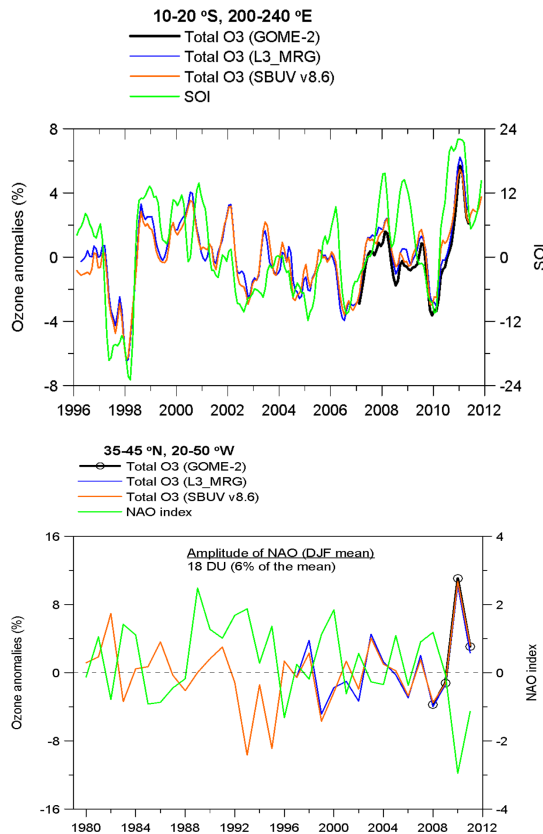 10-20 ºS, 200-240 ºE
Total O3 (GOME-2)
Total O3 (L3_MRG)
Total O3 (SBUV v8.6)
SOI
8
4
0
-4
-8
Ozone anomalies (%)
24
12
0
-12
-24
SOI
1996 1998 2000 2002 2004 2006 2008 2010 2012
35-45 ºN, 20-50 ºW
Total O3 (GOME-2)
Total O3 (L3_MRG)
Total O3 (SBUV v8.6)
NAO index
Amplitude of NAO (DJF mean)
18 DU (6% of the mean)
16
8
0
-8
-16
Ozone anomalies (%)
4
2
0
-2
-4
NAO index
1980 1984 1988 1992 1996 2000 2004 2008 2012